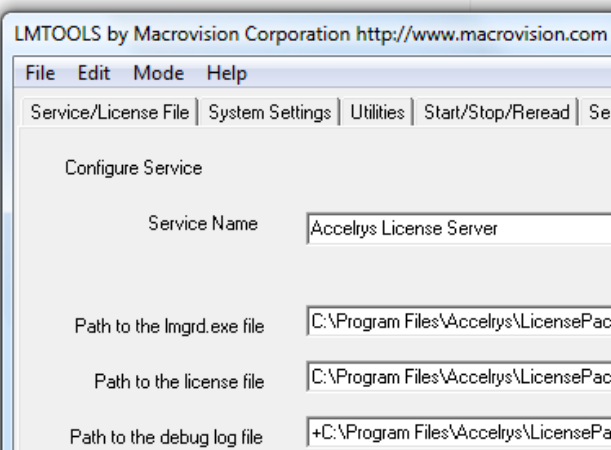 LMTOOLS by Macrovision Corporation http://www.macrovision.com
File Edit Mode Help
Service/License File System Settings Utilities Start/Stop/Reread Se
Configure Service
Service Name Accelrys License Server
Path to the lmgrd.exe file C:\Program Files\Accelrys\LicensePac
Path to the license file C:\Program Files\Accelrys\LicensePac
Path to the debug log file +C:\Program Files\Accelrys\LicensePa